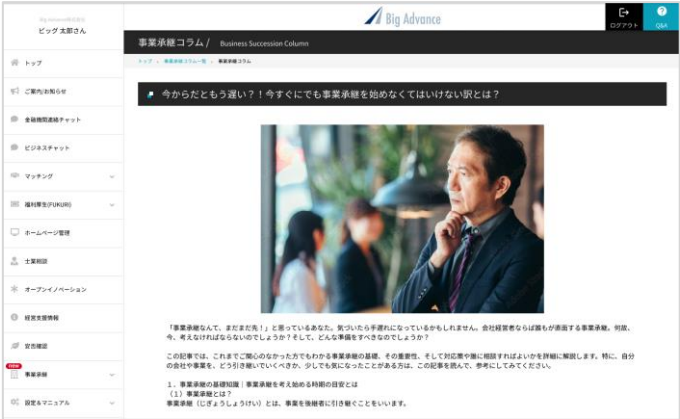 Big Advance株式会社
ビッグ 太郎さん
Big Advance
ログアウト
Q&A
トップ
ご案内/お知らせ
金融機関連絡チャット
ビジネスチャット
マッチング
福利厚生(FUKURI)
ホームページ管理
士業相談
オープンイノベーション
経営支援情報
安否確認
NEW
事業承継
設定&マニュアル
事業承継コラム / Business Succession Column
トップ > 事業承継コラム一覧 > 事業承継コラム
今からだともう遅い？！今すぐにでも事業承継を始めなくてはいけない訳とは？
「事業承継なんて、まだまだ先！」と思っているあなた。気づいたら手遅れになっているかもしれません。会社経営者ならば誰もが直面する事業承継。何故、
今、考えなければならないのでしょうか？そして、どんな準備をすべきなのでしょうか？
この記事では、これまでご関心のなかった方でもわかる事業承継の基礎、その重要性、そして対応策や誰に相談すればよいかを詳細に解説します。特に、自分
の会社や事業を、どう引き継いでいくべきか、少しでも気になったことがある方は、この記事を読んで、参考にしてみてください。
１．事業承継の基礎知識｜事業承継を考え始める時期の目安とは
（１）事業承継とは？
事業承継（じぎょうしょうけい）とは、事業を後継者に引き継ぐことをいいます。